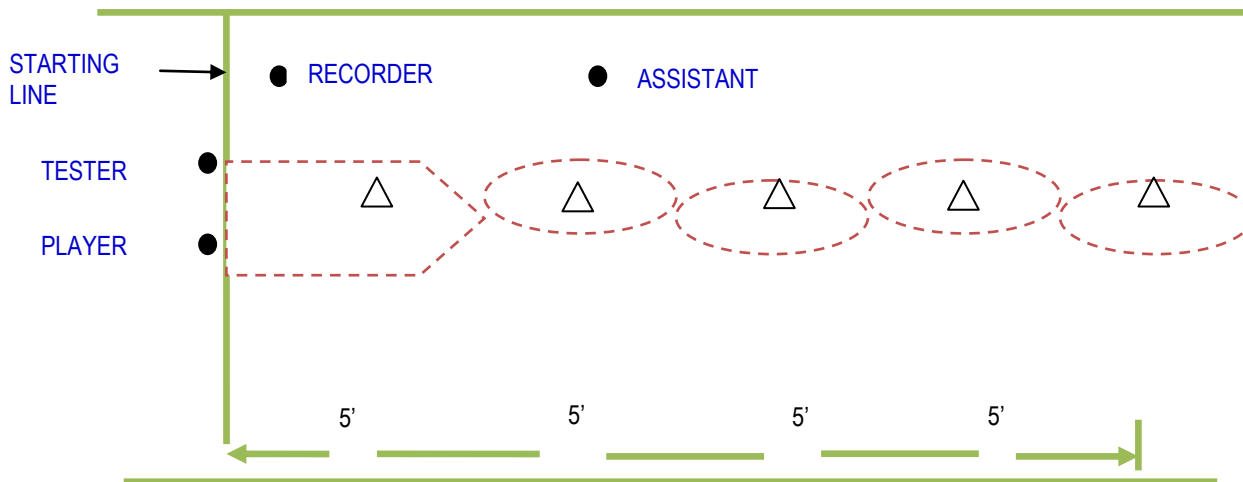 STARTING
LINE
RECORDER
ASSISTANT
TESTER
PLAYER
5’
5’
5’
5’